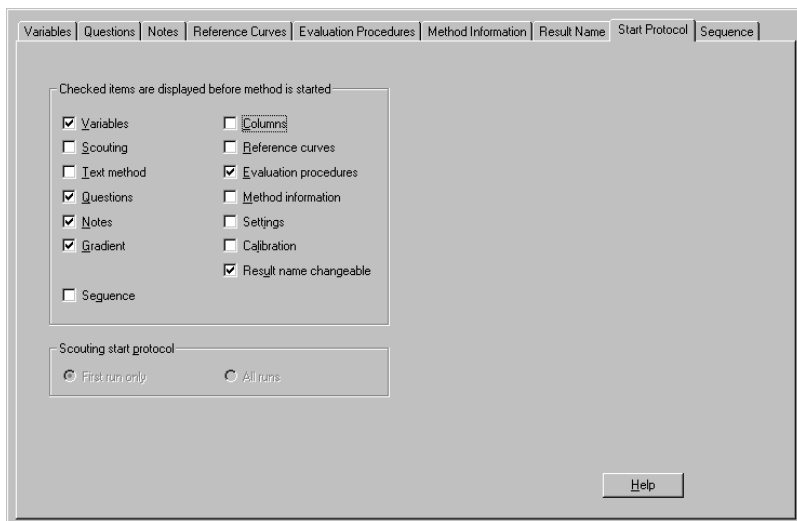 Variables Questions Notes Reference Curves Evaluation Procedures Method Information Result Name Start Protocol Sequence
Checked items are displayed before method is started
Variables
Scouting
Text method
Questions
Notes
Gradient
Sequence
Columns
Reference curves
Evaluation procedures
Method information
Settings
Calibration
Result name changeable
Scouting start protocol
First run only
All runs
Help